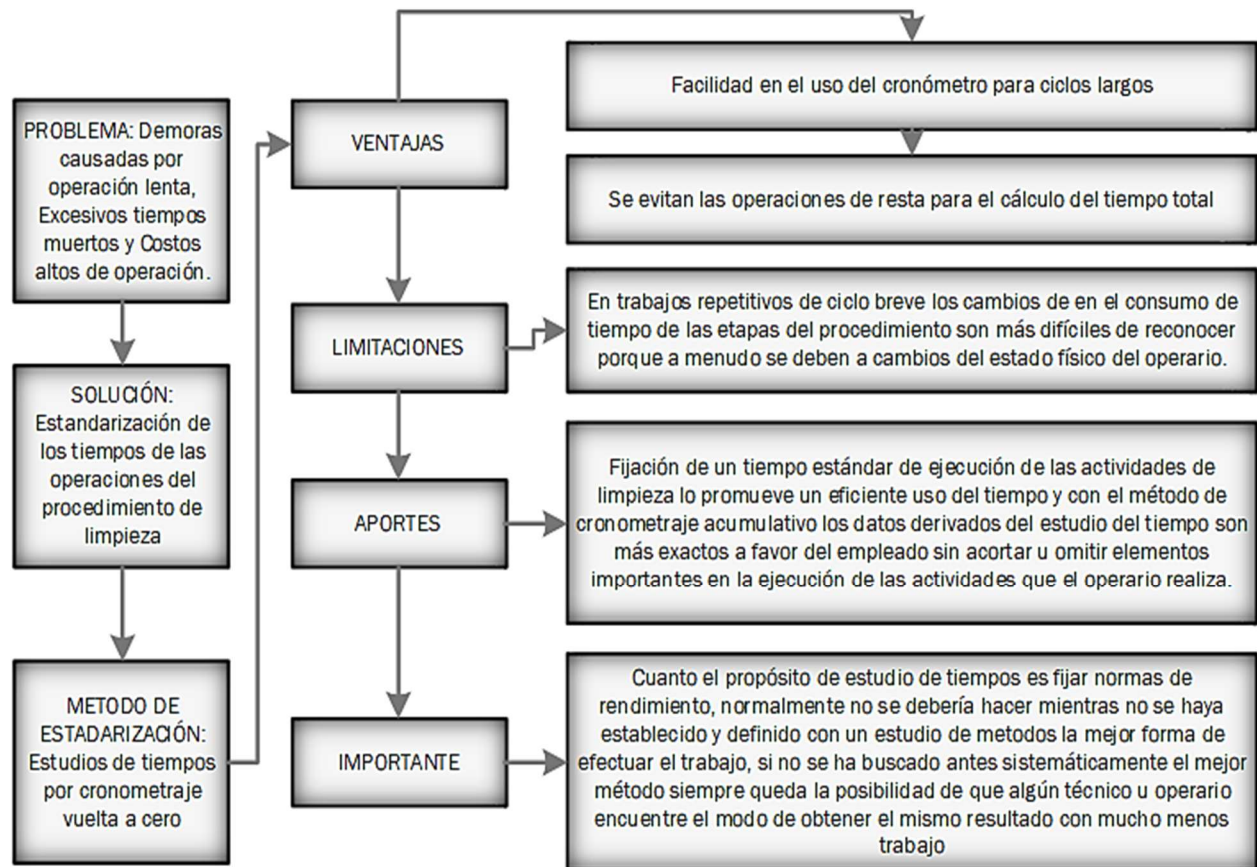 PROBLEMA: Demoras
causadas por
operación lenta,
Excesivos tiempos
muertos y Costos
altos de operación.
SOLUCIÓN:
Estandarización de
los tiempos de las
operaciones del
procedimiento de
limpieza
METODO DE
ESTADARIZACIÓN:
Estudios de tiempos
por cronometraje
vuelta a cero
VENTAJAS
Facilidad en el uso del cronómetro para ciclos largos
Se evitan las operaciones de resta para el cálculo del tiempo total
LIMITACIONES
En trabajos repetitivos de ciclo breve los cambios de en el consumo de
tiempo de las etapas del procedimiento son más difíciles de reconocer
porque a menudo se deben a cambios del estado físico del operario.
APORTES
Fijación de un tiempo estándar de ejecución de las actividades de
limpieza lo promueve un eficiente uso del tiempo y con el método de
cronometraje acumulativo los datos derivados del estudio del tiempo son
más exactos a favor del empleado sin acortar u omitir elementos
importantes en la ejecución de las actividades que el operario realiza.
IMPORTANTE
Cuanto el propósito de estudio de tiempos es fijar normas de
rendimiento, normalmente no se debería hacer mientras no se haya
establecido y definido con un estudio de metodos la mejor forma de
efectuar el trabajo, si no se ha buscado antes sistemáticamente el mejor
método siempre queda la posibilidad de que algún técnico u operario
encuentre el modo de obtener el mismo resultado con mucho menos
trabajo